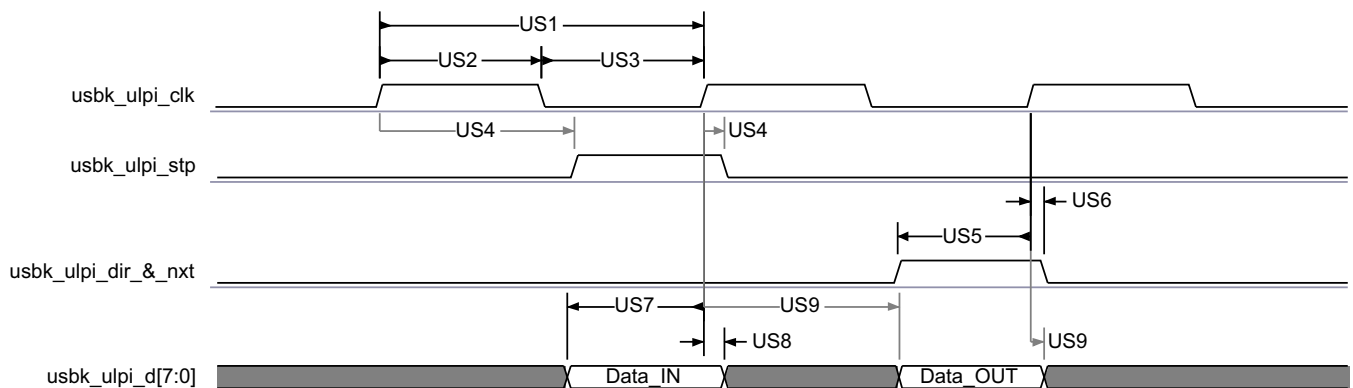 US1
US2 US3
usbk_ulpi_clk
US4 US4
usbk_ulpi_stp
US6
US5
usbk_ulpi_dir_&_nxt
US7 US9
US8 US9
usbk_ulpi_d[7:0] Data_IN Data_OUT